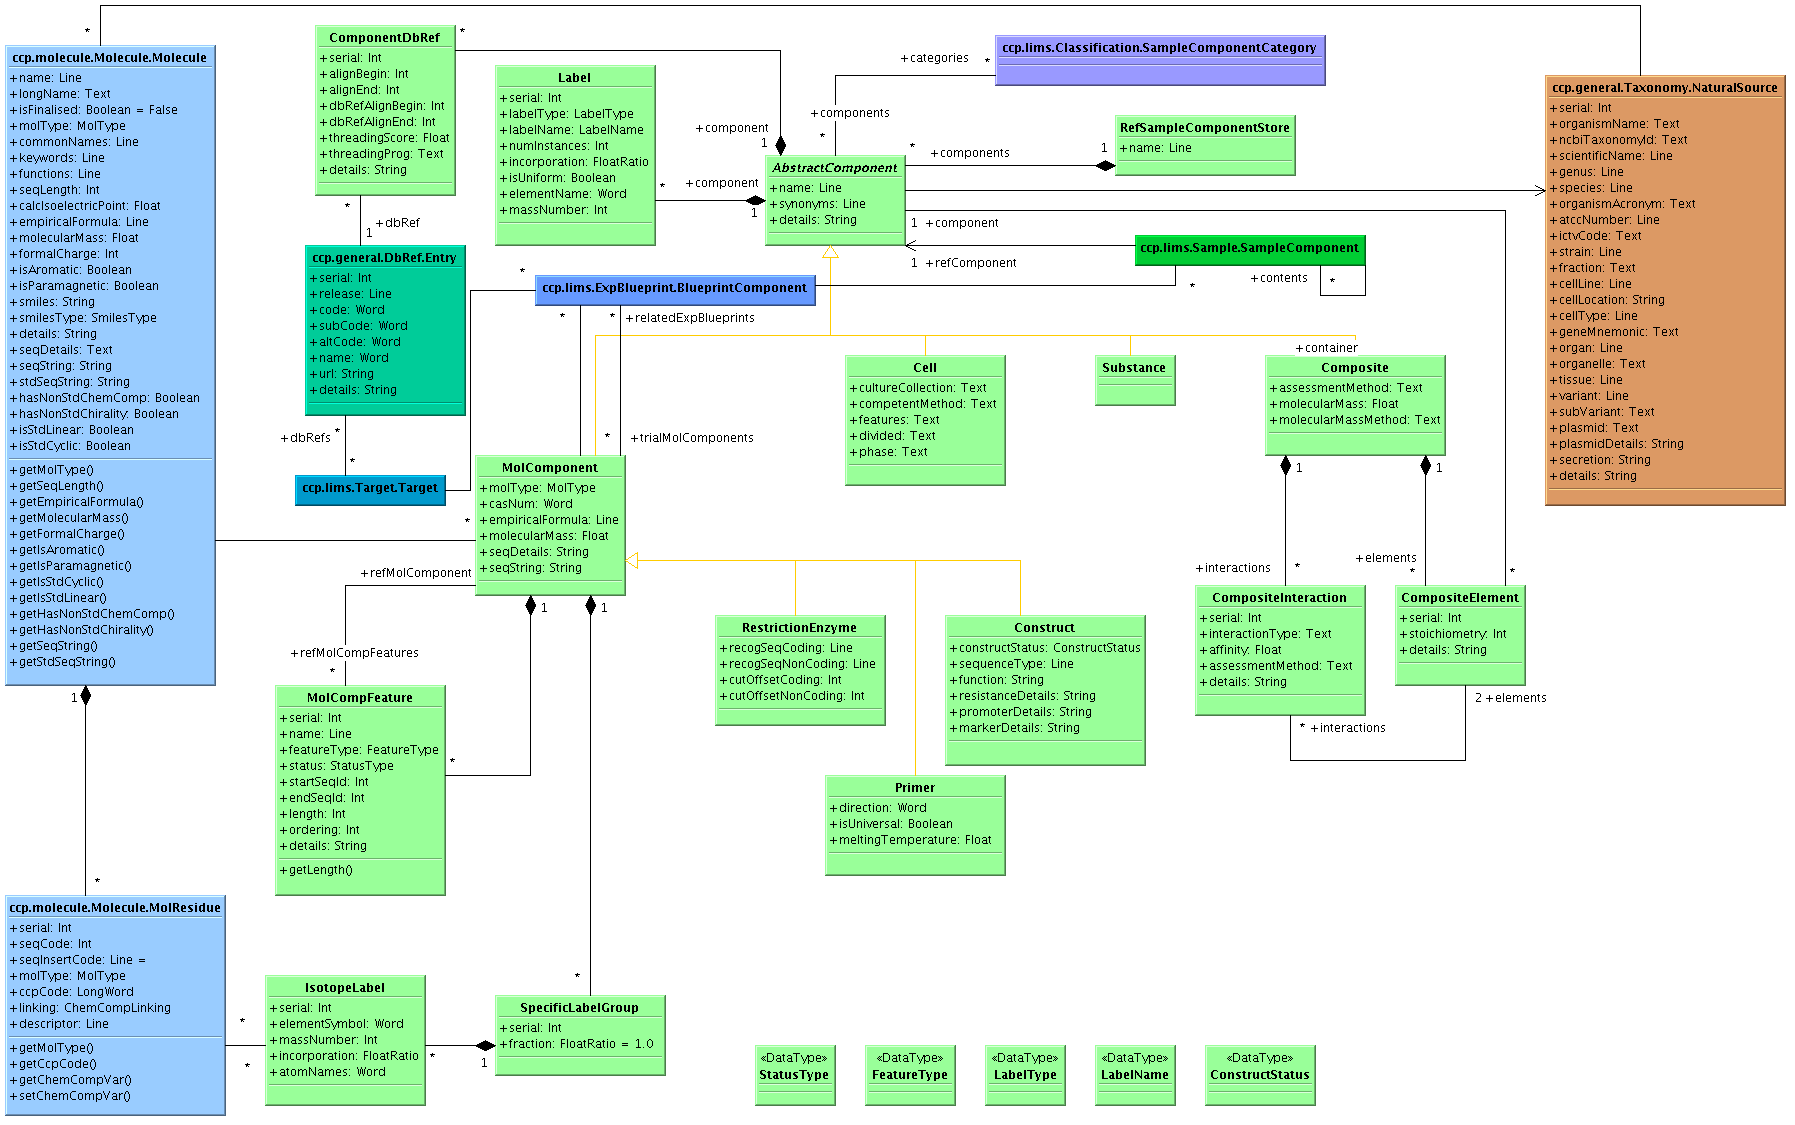 *
ccp.molecule.Molecule.Molecule
+name: Line
+longName: Text
+isFinalised: Boolean = False
+molType: MolType
+commonNames: Line
+keywords: Line
+functions: Line
+seqLength: Int
+calcIsoelectricPoint: Float
+empiricalFormula: Line
+molecularMass: Float
+formalCharge: Int
+isAromatic: Boolean
+isParamagnetic: Boolean
+smiles: String
+smilesType: SmilesType
+details: String
+seqDetails: Text
+seqString: String
+stdSeqString: String
+hasNonStdChemComp: Boolean
+hasNonStdChirality: Boolean
+isStdLinear: Boolean
+isStdCyclic: Boolean
+getMolType()
+getSeqLength()
+getEmpiricalFormula()
+getMolecularMass()
+getFormalCharge()
+getIsAromatic()
+getIsParamagnetic()
+getIsStdCyclic()
+getIsStdLinear()
+getHasNonStdChemComp()
+getHasNonStdChirality()
+getSeqString()
+getStdSeqString()
1
*
ccp.molecule.Molecule.MolResidue
+serial: Int
+seqCode: Int
+seqInsertCode: Line =
+molType: MolType
+ccpCode: LongWord
+linking: ChemCompLinking
+descriptor: Line
+getMolType()
+getCcpCode()
+getChemCompVar()
+setChemCompVar()
ComponentDbRef
+serial: Int
+alignBegin: Int
+alignEnd: Int
+dbRefAlignBegin: Int
+dbRefAlignEnd: Int
+threadingScore: Float
+threadingProg: Text
+details: String
*
*
+dbRef
1
ccp.general.DbRef.Entry
+serial: Int
+release: Line
+code: Word
+subCode: Word
+altCode: Word
+name: Word
+url: String
+details: String
*
+dbRefs
*
ccp.lims.Target.Target
Label
+serial: Int
+labelType: LabelType
+labelName: LabelName
+numInstances: Int
+incorporation: FloatRatio
+isUniform: Boolean
+elementName: Word
+massNumber: Int
+component
1
*
+component
1
AbstractComponent
+name: Line
+synonyms: Line
+details: String
+categories
*
+components
*
ccp.lims.Classification.SampleComponentCategory
RefSampleComponentStore
+name: Line
*
+components
1
1
+component
1
+refComponent
ccp.lims.Sample.SampleComponent
+contents
*
*
*
ccp.lims.ExpBlueprint.BlueprintComponent
*
*
+relatedExpBlueprints
*
+trialMolComponents
ccp.general.Taxonomy.NaturalSource
+serial: Int
+organismName: Text
+ncbiTaxonomyId: Text
+scientificName: Line
+genus: Line
+species: Line
+organismAcronym: Text
+atccNumber: Line
+ictvCode: Text
+strain: Line
+fraction: Text
+cellLine: Line
+cellLocation: String
+cellType: Line
+geneMnemonic: Text
+organ: Line
+organelle: Text
+tissue: Line
+variant: Line
+subVariant: Text
+plasmid: Text
+plasmidDetails: String
+secretion: String
+details: String
Cell
+cultureCollection: Text
+competentMethod: Text
+features: Text
+divided: Text
+phase: Text
Substance
+container
Composite
+assessmentMethod: Text
+molecularMass: Float
+molecularMassMethod: Text
1
1
+interactions
*
+elements
*
*
CompositeInteraction
+serial: Int
+interactionType: Text
+affinity: Float
+assessmentMethod: Text
+details: String
CompositeElement
+serial: Int
+stoichiometry: Int
+details: String
2 +elements
* +interactions
MolComponent
+molType: MolType
+casNum: Word
+empiricalFormula: Line
+molecularMass: Float
+seqDetails: String
+seqString: String
*
+refMolComponent
1
1
+refMolCompFeatures
*
MolCompFeature
+serial: Int
+name: Line
+featureType: FeatureType
+status: StatusType
+startSeqId: Int
+endSeqId: Int
+length: Int
+ordering: Int
+details: String
+getLength()
*
RestrictionEnzyme
+recogSeqCoding: Line
+recogSeqNonCoding: Line
+cutOffsetCoding: Int
+cutOffsetNonCoding: Int
Construct
+constructStatus: ConstructStatus
+sequenceType: Line
+function: String
+resistanceDetails: String
+promoterDetails: String
+markerDetails: String
Primer
+direction: Word
+isUniversal: Boolean
+meltingTemperature: Float
*
*
IsotopeLabel
+serial: Int
+elementSymbol: Word
+massNumber: Int
+incorporation: FloatRatio
+atomNames: Word
*
1
*
SpecificLabelGroup
+serial: Int
+fraction: FloatRatio = 1.0
«DataType»
StatusType
«DataType»
FeatureType
«DataType»
LabelType
«DataType»
LabelName
«DataType»
ConstructStatus